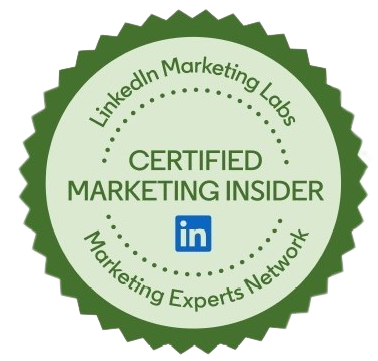 LinkedIn Marketing Labs
CERTIFIED
MARKETING INSIDER
in
Marketing Experts Network